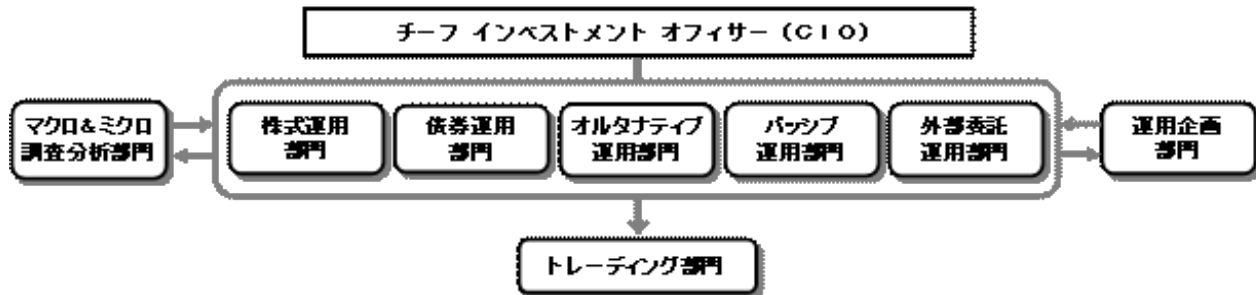 チーフ インベストメント オフィサー(CIO)
マクロ&ミクロ
調査分析部門
株式運用
部門
債券運用
部門
オルタナティブ
運用部門
パッシブ
運用部門
外部委託
運用部門
運用企画
部門
トレーディング部門